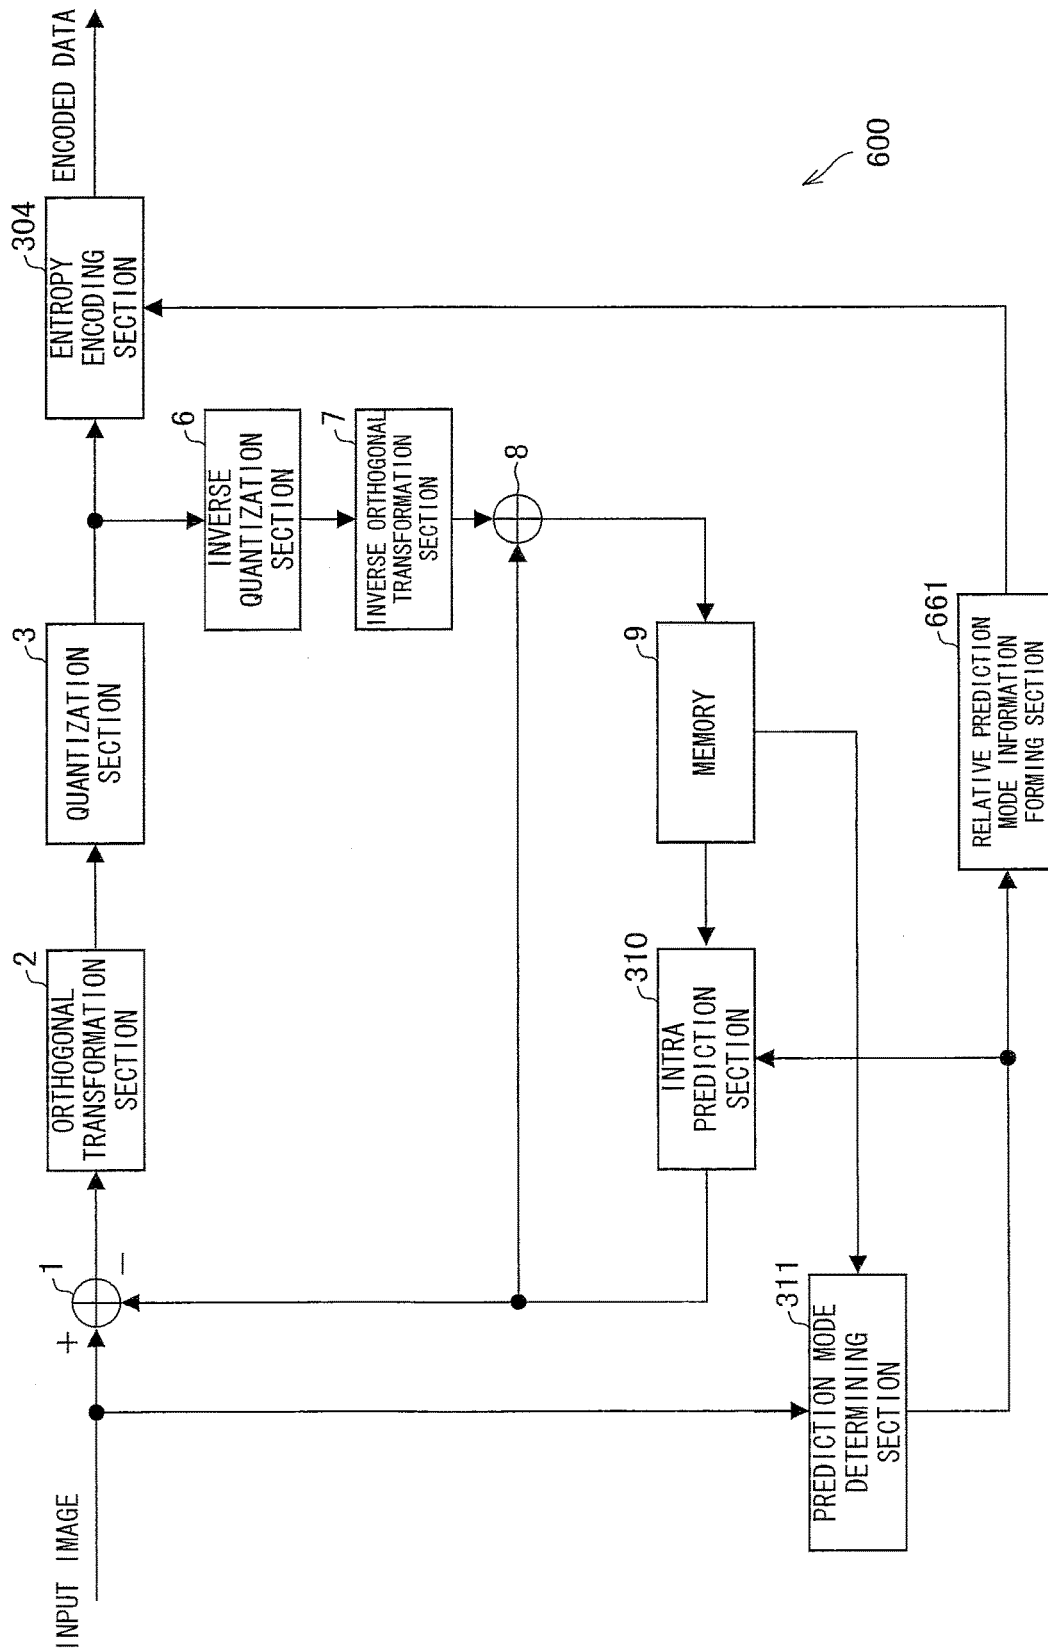 INPUT IMAGE
+
1
−
2
ORTHOGONAL
TRANSFORMATION
SECTION
3
QUANTIZATION
SECTION
304
ENTROPY
ENCODING
SECTION
ENCODED DATA
6
INVERSE
QUANTIZATION
SECTION
7
INVERSE ORTHOGONAL
TRANSFORMATION
SECTION
8
9
MEMORY
310
INTRA
PREDICTION
SECTION
311
PREDICTION MODE
DETERMINING
SECTION
661
RELATIVE PREDICTION
MODE INFORMATION
FORMING SECTION
600